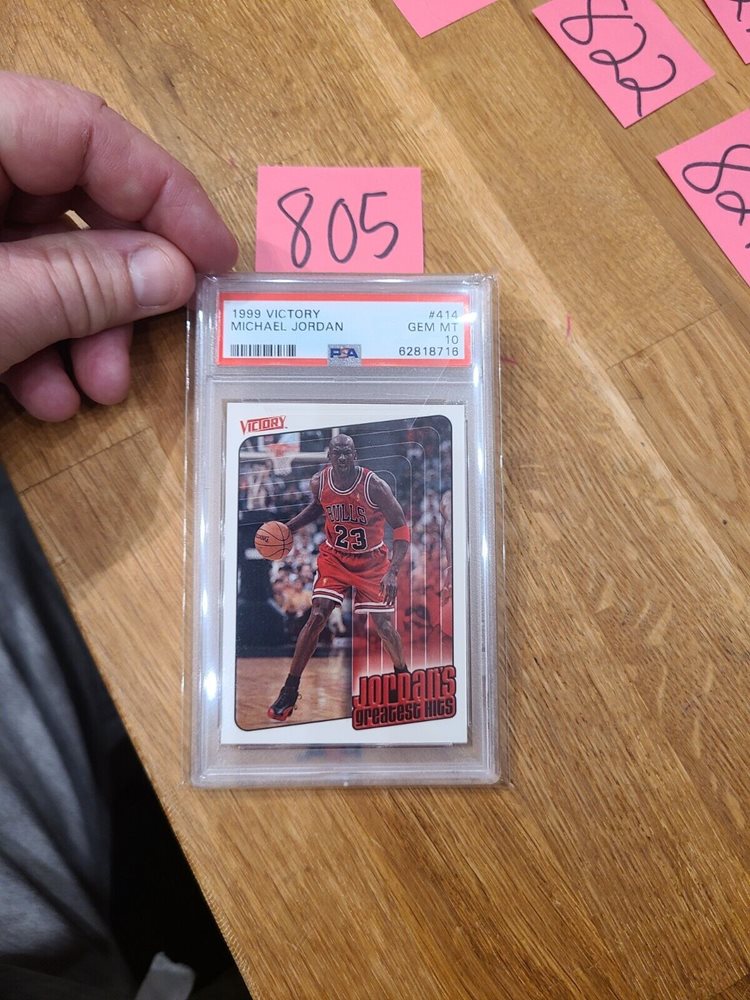 822
805
1999 VICTORY #414
MICHAEL JORDAN GEM MT
10
PSA 62818716
VICTORY
BULLS
23
JORDAN'S
GREATEST HITS